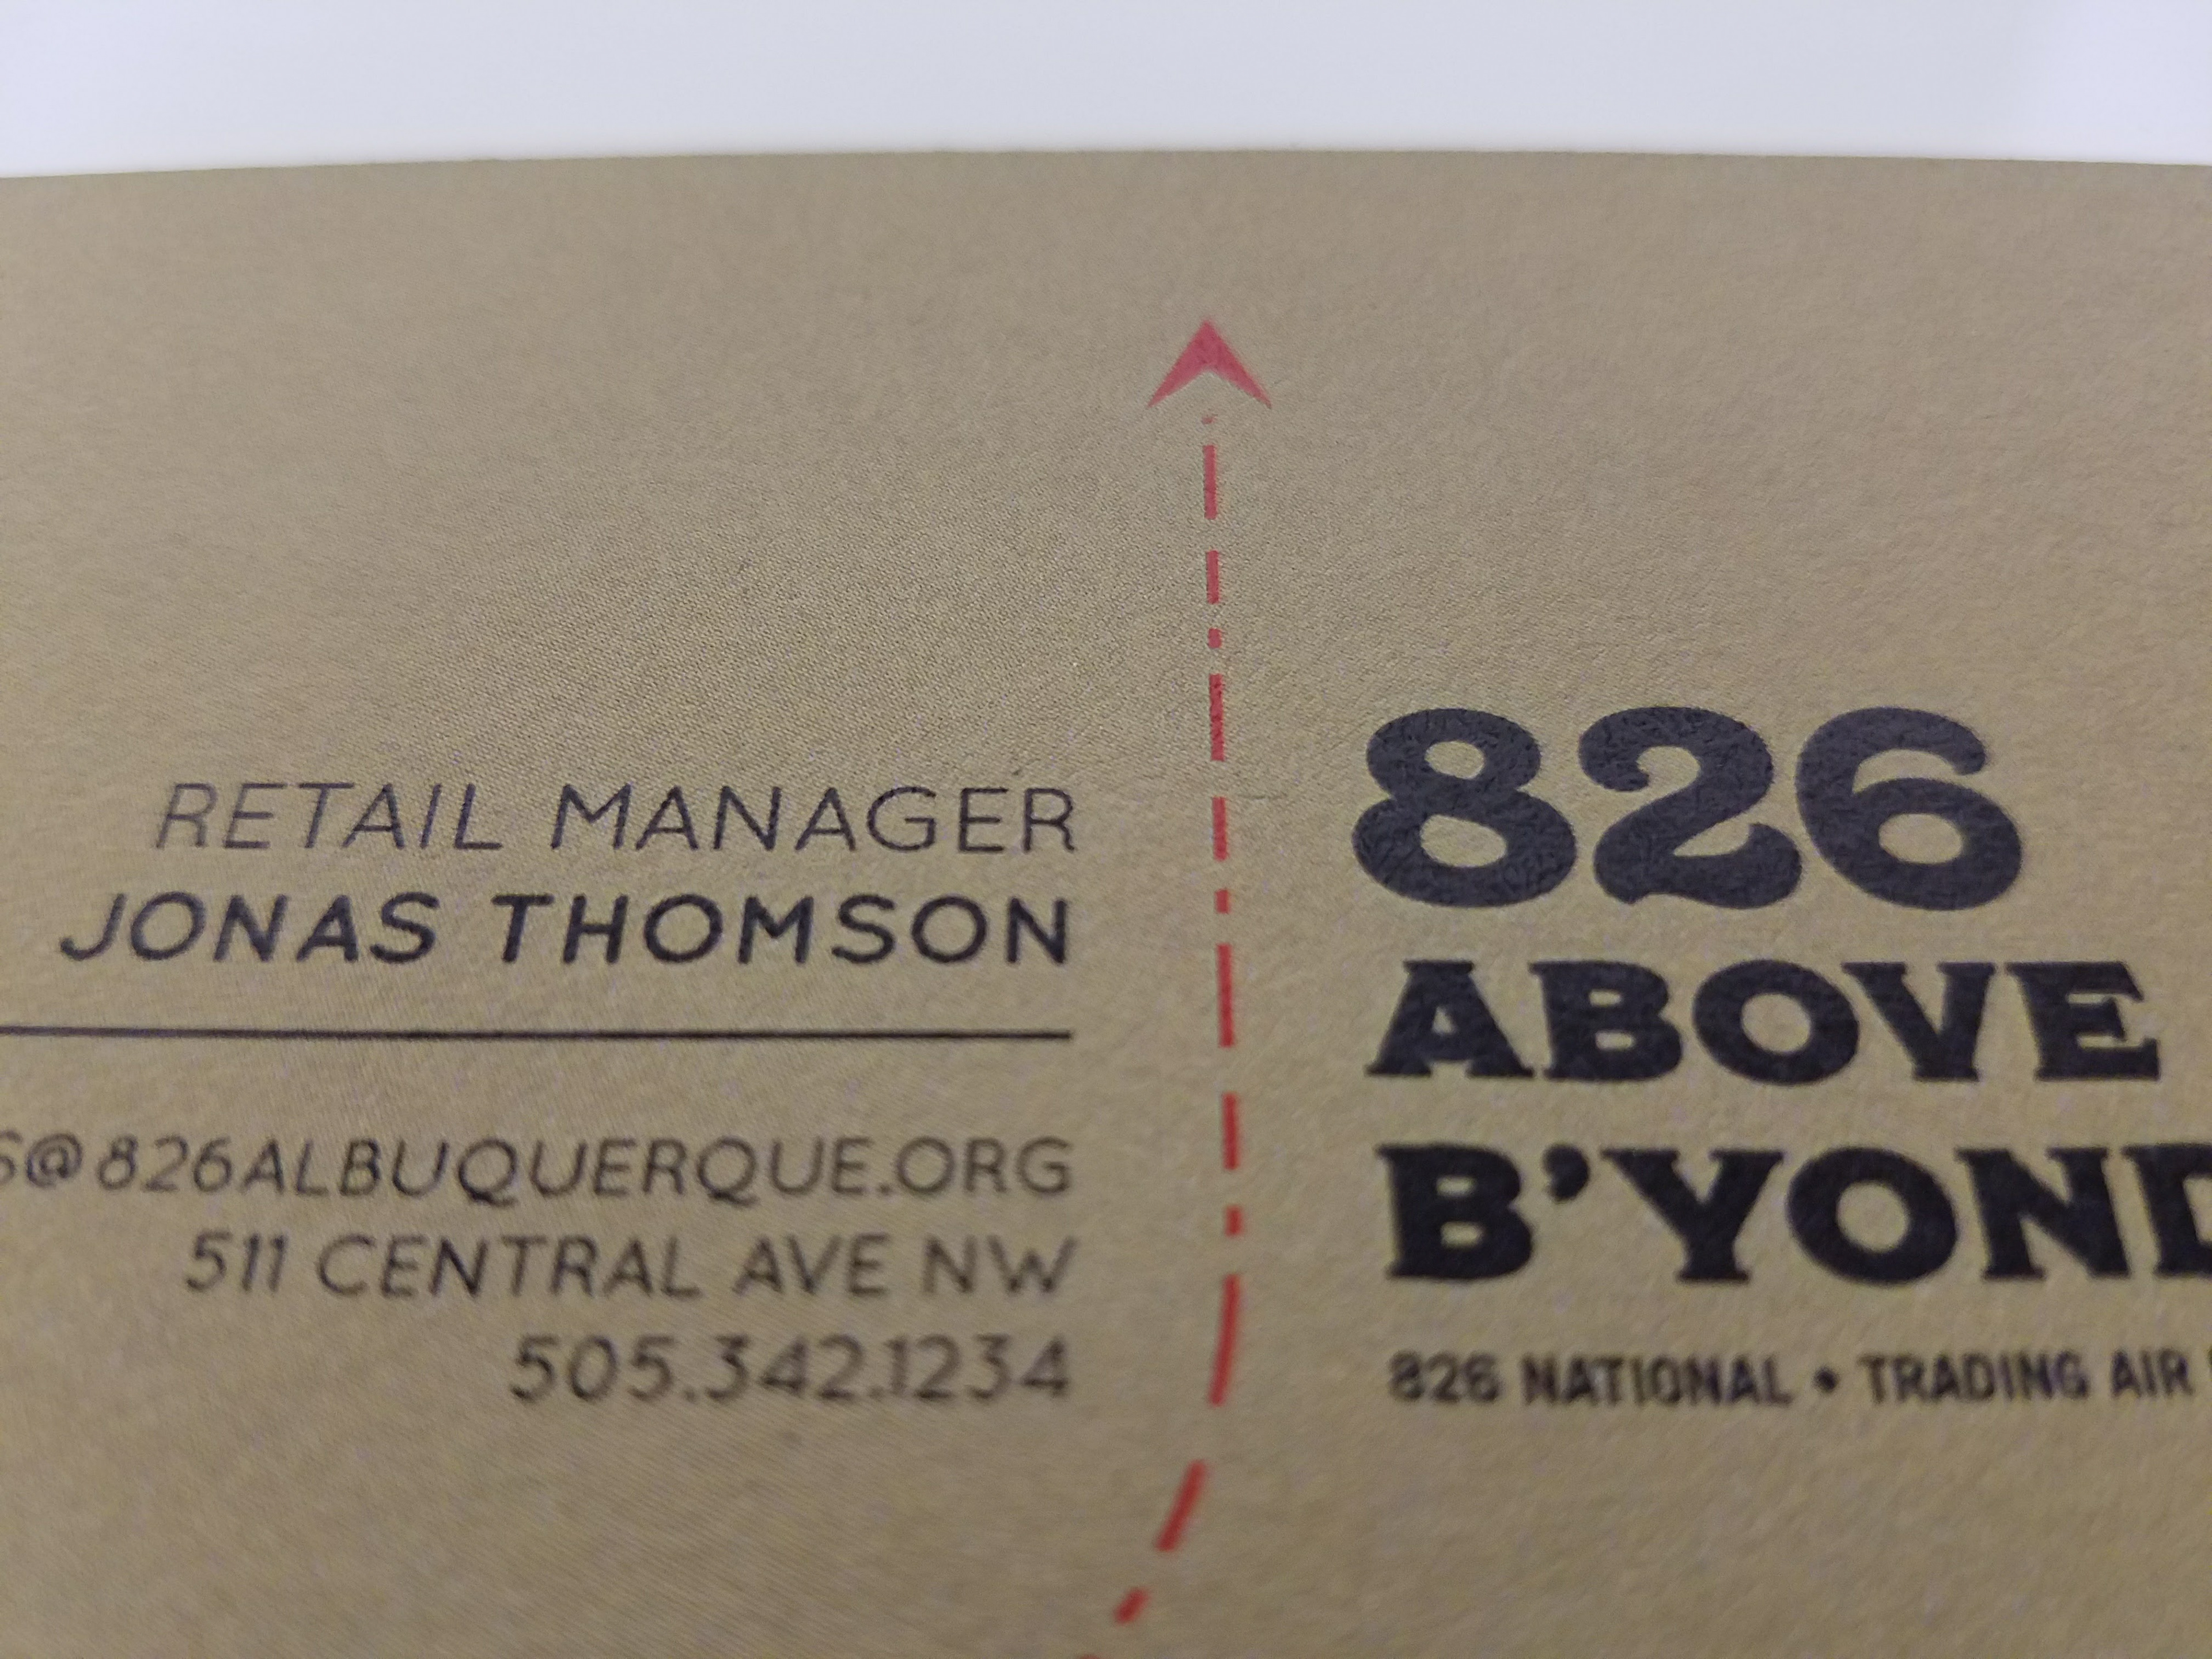 RETAIL MANAGER
JONAS THOMSON
S@826ALBUQUERQUE.ORG
511 CENTRAL AVE NW
505.342.1234
826
ABOVE
B'YOND
826 NATIONAL • TRADING AIR